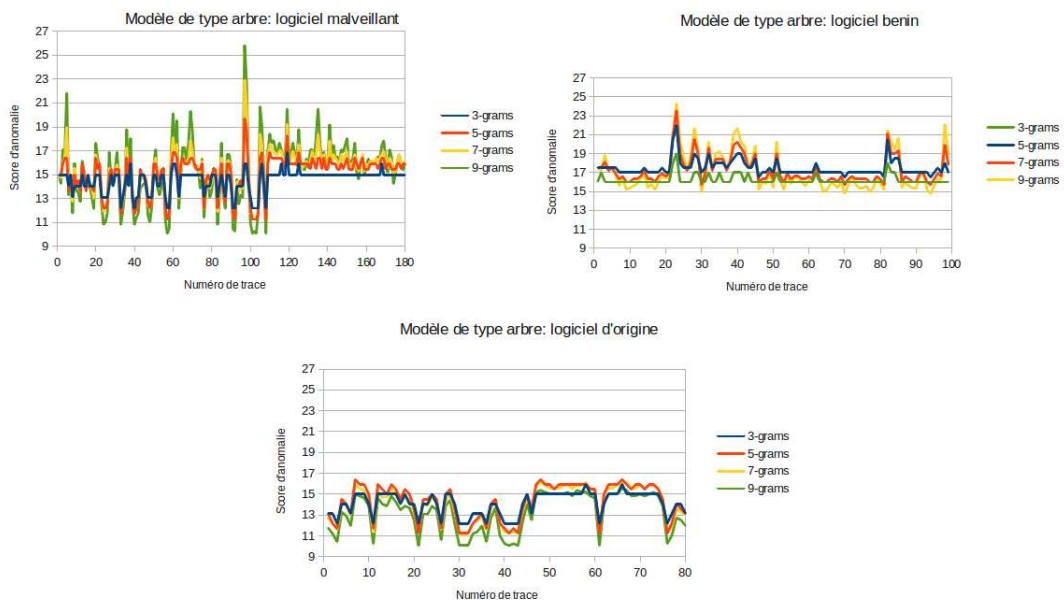 Modèle de type arbre: logiciel malveillant
27
25
23
21
19
17
15
13
11
9
Score d'anomalie
0 20 40 60 80 100 120 140 160 180
Numéro de trace
3-grams
5-grams
7-grams
9-grams
Modèle de type arbre: logiciel benin
27
25
23
21
19
17
15
13
11
9
Score d'anomalie
0 10 20 30 40 50 60 70 80 90 100
Numéro de trace
3-grams
5-grams
7-grams
9-grams
Modèle de type arbre: logiciel d'origine
27
25
23
21
19
17
15
13
11
9
Score d'anomalie
0 10 20 30 40 50 60 70 80
Numéro de trace
3-grams
5-grams
7-grams
9-grams